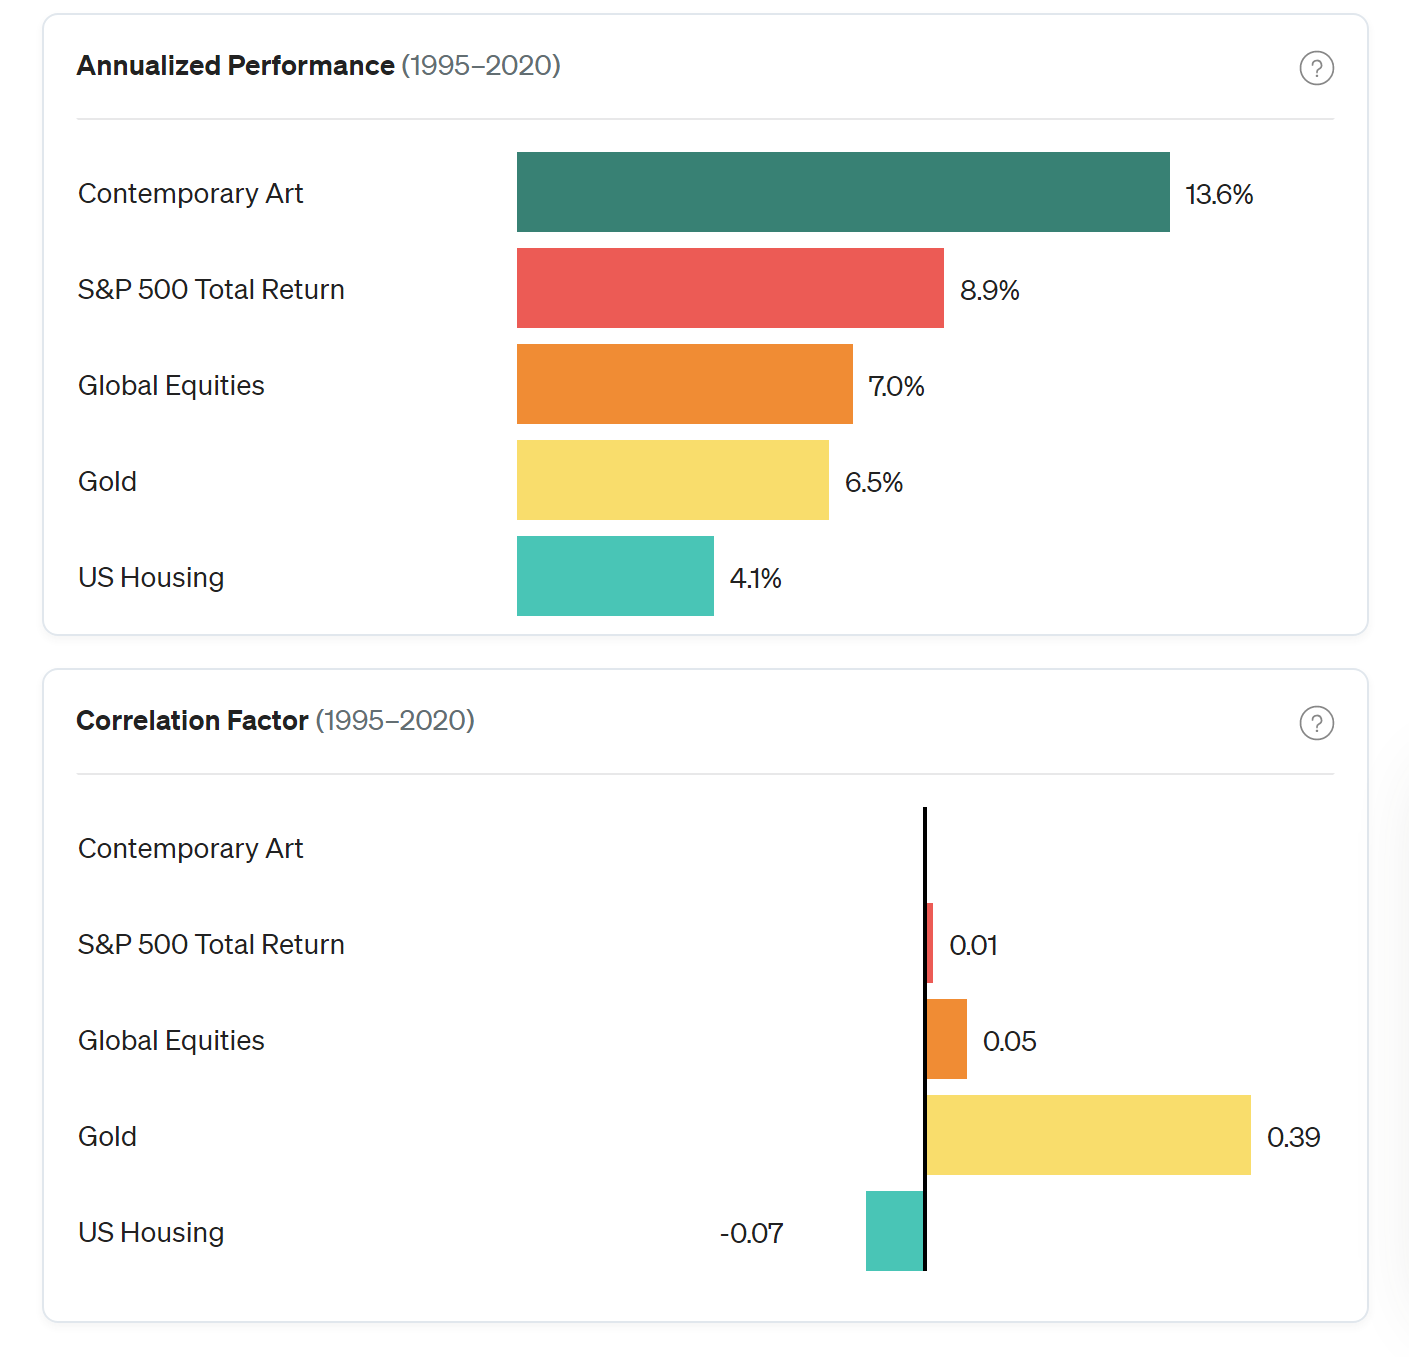 Annualized Performance (1995–2020)
?
Contemporary Art 13.6%
S&P 500 Total Return 8.9%
Global Equities 7.0%
Gold 6.5%
US Housing 4.1%
Correlation Factor (1995–2020)
?
Contemporary Art
S&P 500 Total Return 0.01
Global Equities 0.05
Gold 0.39
US Housing -0.07